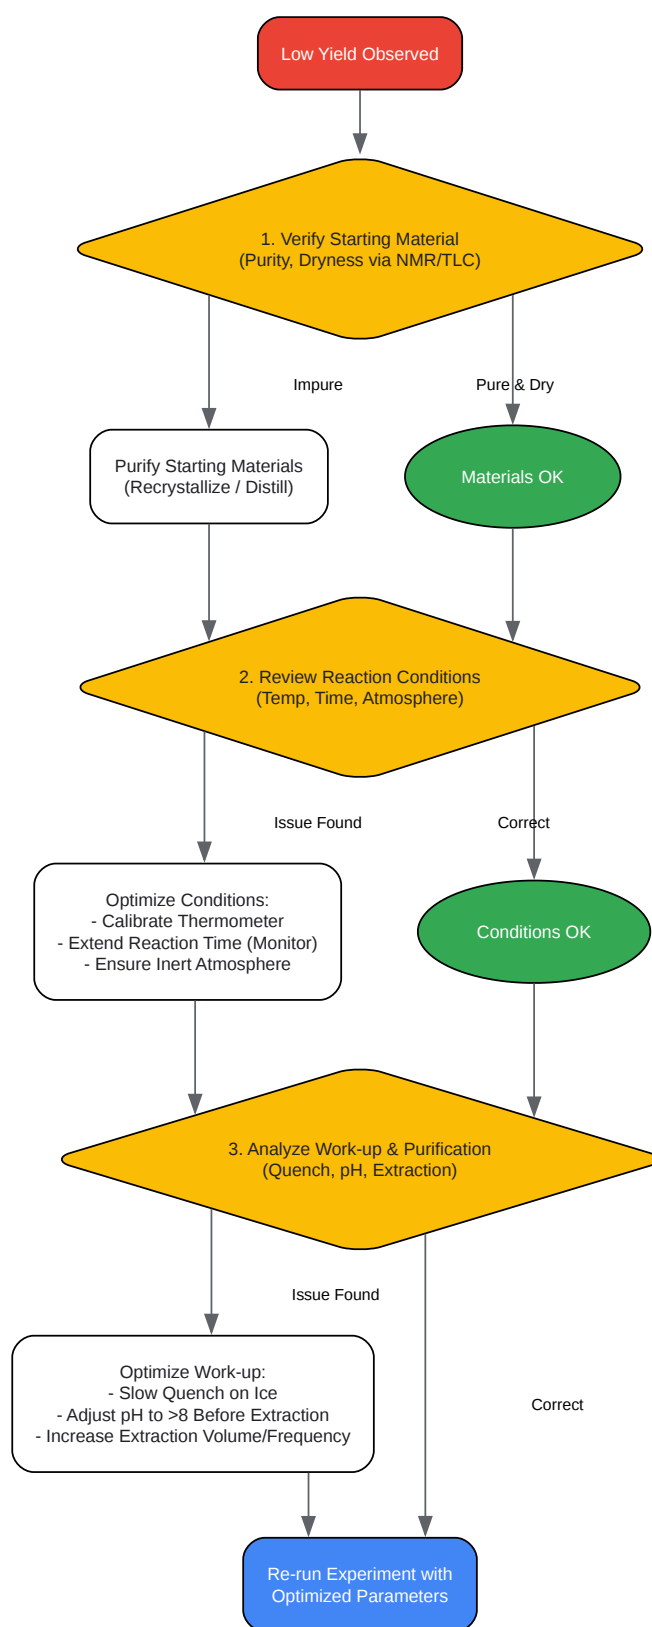 Low Yield Observed
1. Verify Starting Material
(Purity, Dryness via NMR/TLC)
Impure
Pure & Dry
Purify Starting Materials
(Recrystallize / Distill)
Materials OK
2. Review Reaction Conditions
(Temp, Time, Atmosphere)
Issue Found
Correct
Optimize Conditions:
- Calibrate Thermometer
- Extend Reaction Time (Monitor)
- Ensure Inert Atmosphere
Conditions OK
3. Analyze Work-up & Purification
(Quench, pH, Extraction)
Issue Found
Optimize Work-up:
- Slow Quench on Ice
- Adjust pH to >8 Before Extraction
- Increase Extraction Volume/Frequency
Correct
Re-run Experiment with
Optimized Parameters